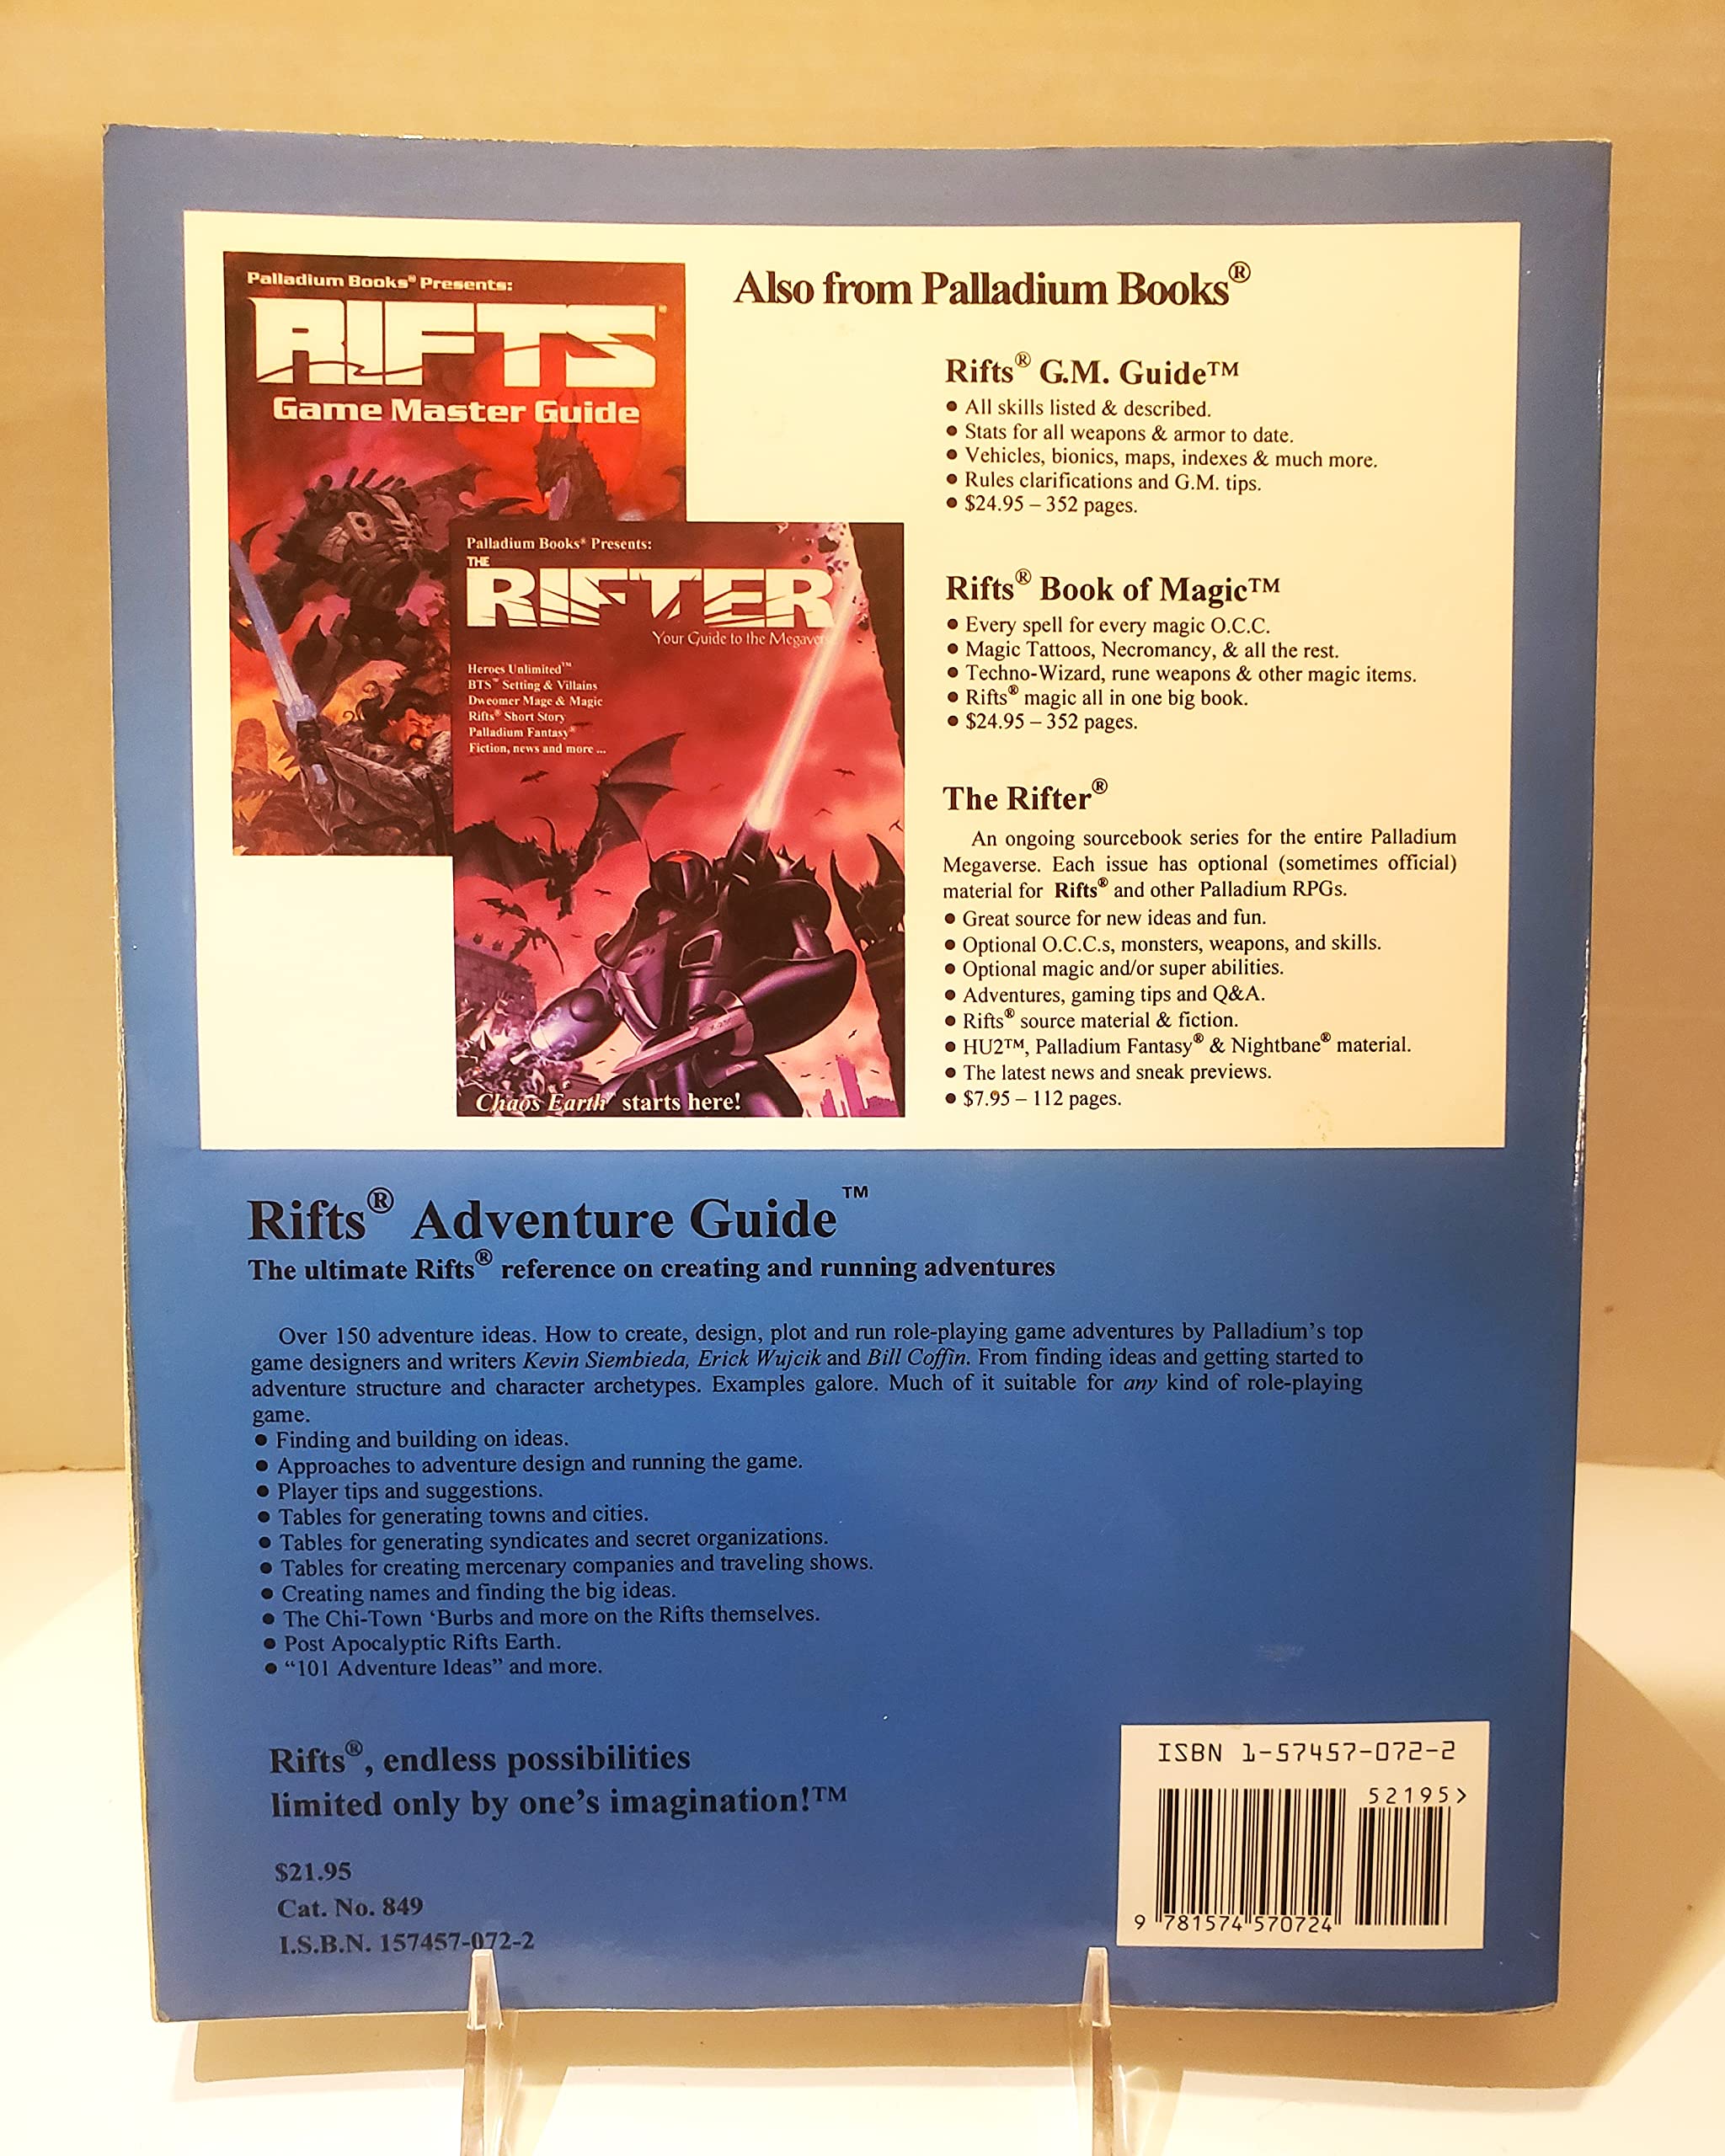 Palladium Books® Presents:
RIFTS®
Game Master Guide
Palladium Books® Presents:
THE
RIFTER
Your Guide to the
Heroes Unlimited™
BTS™ Setting & Villains
Dweomer Mage & Magic
Rifts® Short Story
Palladium Fantasy®
Fiction, news and more ...
Chaos Earth™ starts here!
Also from Palladium Books®
Rifts® G.M. Guide™
• All skills listed & described.
• Stats for all weapons & armor to date.
• Vehicles, bionics, maps, indexes & much more.
• Rules clarifications and G.M. tips.
• $24.95 – 352 pages.
Rifts® Book of Magic™
• Every spell for every magic O.C.C.
• Magic Tattoos, Necromancy, & all the rest.
• Techno-Wizard, rune weapons & other magic items.
• Rifts® magic all in one big book.
• $24.95 – 352 pages.
The Rifter®
An ongoing sourcebook series for the entire Palladium
Megaverse. Each issue has optional (sometimes official)
material for Rifts® and other Palladium RPGs.
• Great source for new ideas and fun.
• Optional O.C.C.s, monsters, weapons, and skills.
• Optional magic and/or super abilities.
• Adventures, gaming tips and Q&A.
• Rifts® source material & fiction.
• HU2™, Palladium Fantasy® & Nightbane® material.
• The latest news and sneak previews.
• $7.95 – 112 pages.
Rifts® Adventure Guide™
The ultimate Rifts® reference on creating and running adventures
Over 150 adventure ideas. How to create, design, plot and run role-playing game adventures by Palladium's top
game designers and writers Kevin Siembieda, Erick Wujcik and Bill Coffin. From finding ideas and getting started to
adventure structure and character archetypes. Examples galore. Much of it suitable for any kind of role-playing
game.
• Finding and building on ideas.
• Approaches to adventure design and running the game.
• Player tips and suggestions.
• Tables for generating towns and cities.
• Tables for generating syndicates and secret organizations.
• Tables for creating mercenary companies and traveling shows.
• Creating names and finding the big ideas.
• The Chi-Town 'Burbs and more on the Rifts themselves.
• Post Apocalyptic Rifts Earth.
• “101 Adventure Ideas” and more.
Rifts®, endless possibilities
limited only by one's imagination!™
$21.95
Cat. No. 849
I.S.B.N. 157457-072-2
ISBN 1-57457-072-2
52195>
9 781574 570724